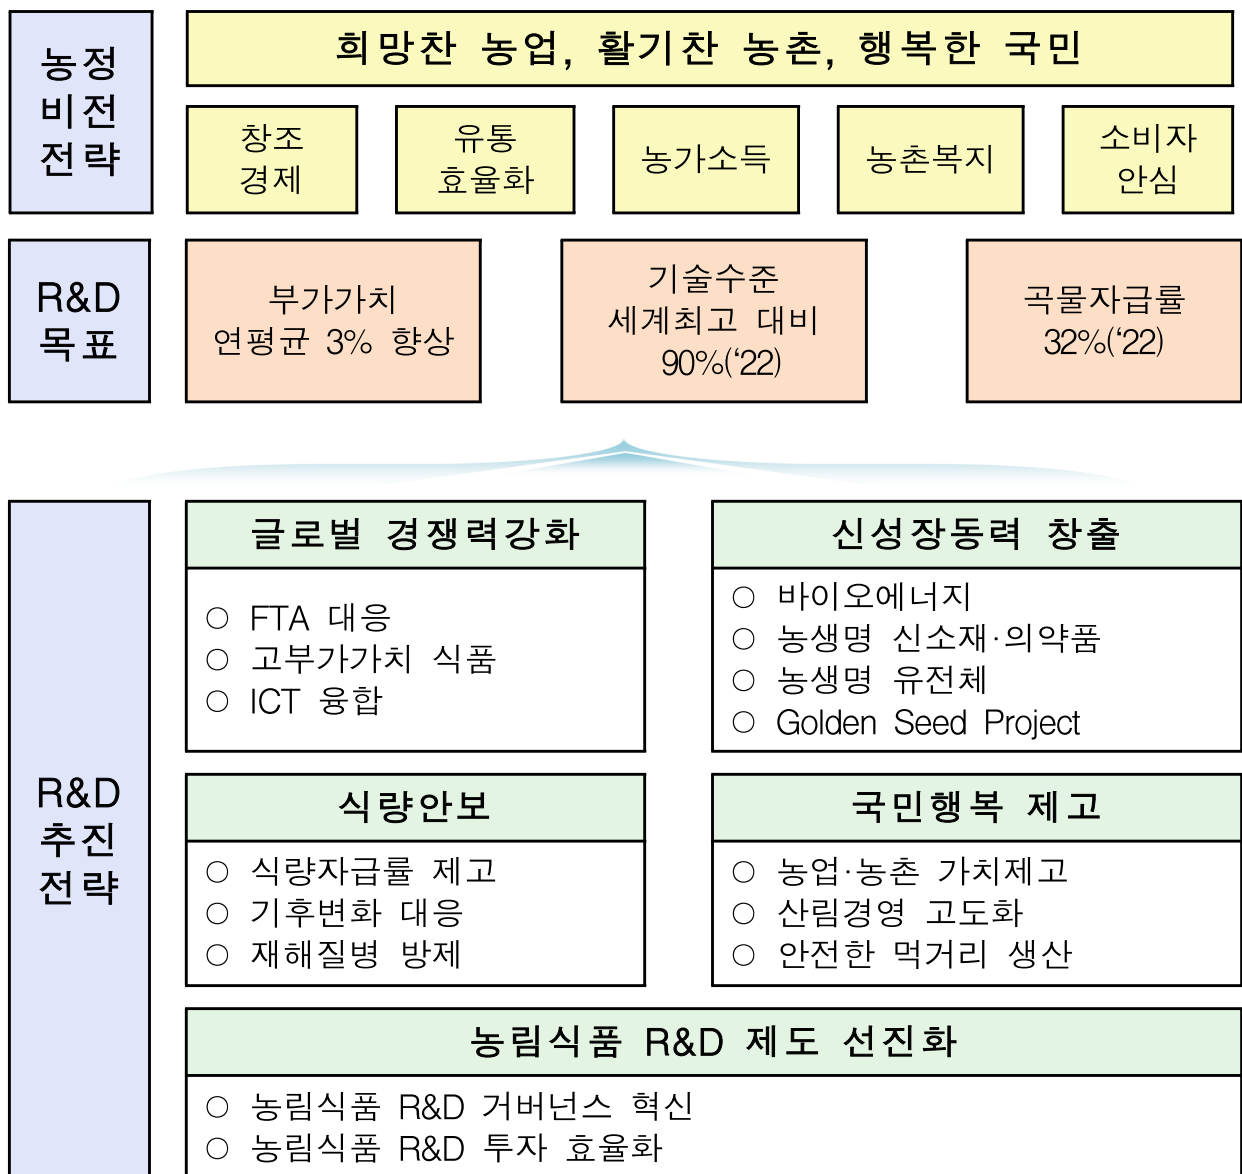 농정
비전
전략
희망찬 농업, 활기찬 농촌, 행복한 국민
창조
경제
유통
효율화
농가소득
농촌복지
소비자
안심
R&D
목표
부가가치
연평균 3% 향상
기술수준
세계최고 대비
90%(‘22)
곡물자급률
32%(‘22)
R&D
추진
전략
글로벌 경쟁력강화
○ FTA 대응
○ 고부가가치 식품
○ ICT 융합
신성장동력 창출
○ 바이오에너지
○ 농생명 신소재·의약품
○ 농생명 유전체
○ Golden Seed Project
식량안보
○ 식량자급률 제고
○ 기후변화 대응
○ 재해질병 방제
국민행복 제고
○ 농업·농촌 가치제고
○ 산림경영 고도화
○ 안전한 먹거리 생산
농림식품 R&D 제도 선진화
○ 농림식품 R&D 거버넌스 혁신
○ 농림식품 R&D 투자 효율화